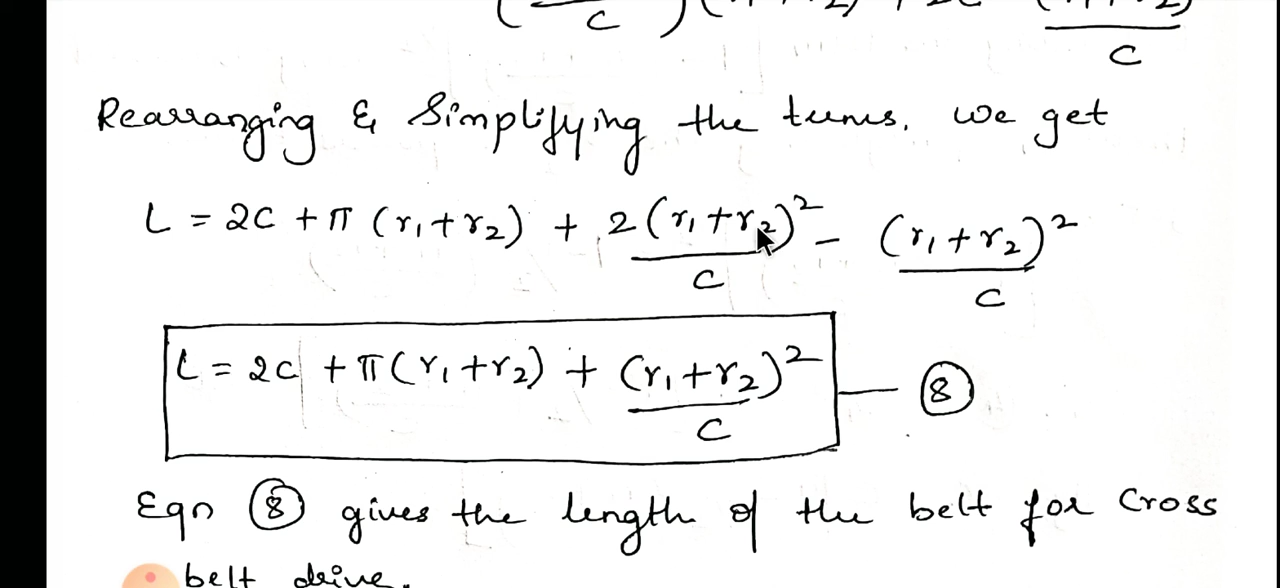 c c
Rearranging & Simplifying the terms, we get
L = 2C + π (r₁ + r₂) + 2(r₁ + r₂)²/C − (r₁ + r₂)²/C
L = 2C + π(r₁ + r₂) + (r₁ + r₂)²/C — ⑧
Eqn ⑧ gives the length of the belt for Cross
belt drive.